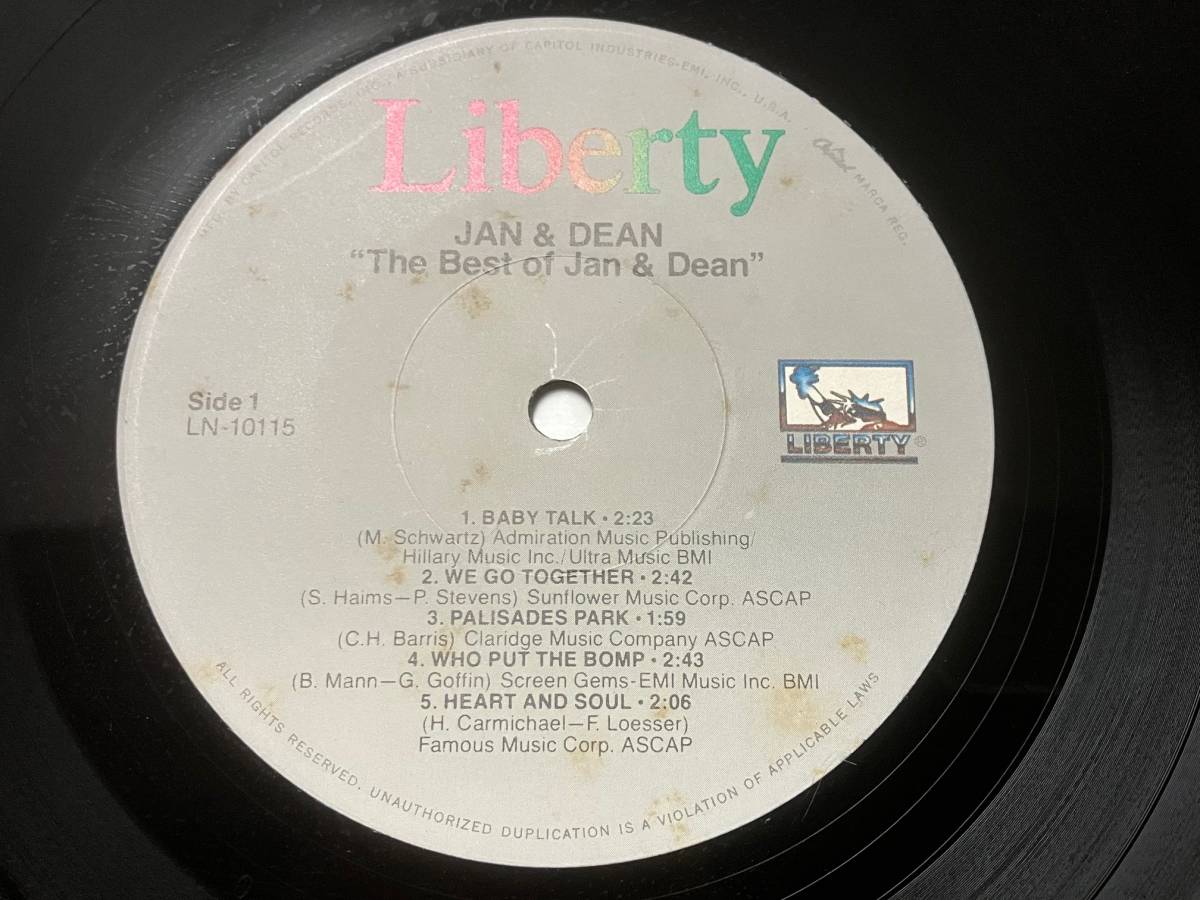 MFD. BY CAPITOL RECORDS, INC., A SUBSIDIARY OF CAPITOL INDUSTRIES-EMI, INC., U.S.A. Capitol MARCA REG.
Liberty
JAN & DEAN
“The Best of Jan & Dean”
Side 1
LN-10115
LIBERTY®
1. BABY TALK • 2:23
(M. Schwartz) Admiration Music Publishing/
Hillary Music Inc./Ultra Music BMI
2. WE GO TOGETHER • 2:42
(S. Haims—P. Stevens) Sunflower Music Corp. ASCAP
3. PALISADES PARK • 1:59
(C.H. Barris) Claridge Music Company ASCAP
4. WHO PUT THE BOMP • 2:43
(B. Mann—G. Goffin) Screen Gems-EMI Music Inc. BMI
5. HEART AND SOUL • 2:06
(H. Carmichael—F. Loesser)
Famous Music Corp. ASCAP
ALL RIGHTS RESERVED. UNAUTHORIZED DUPLICATION IS A VIOLATION OF APPLICABLE LAWS